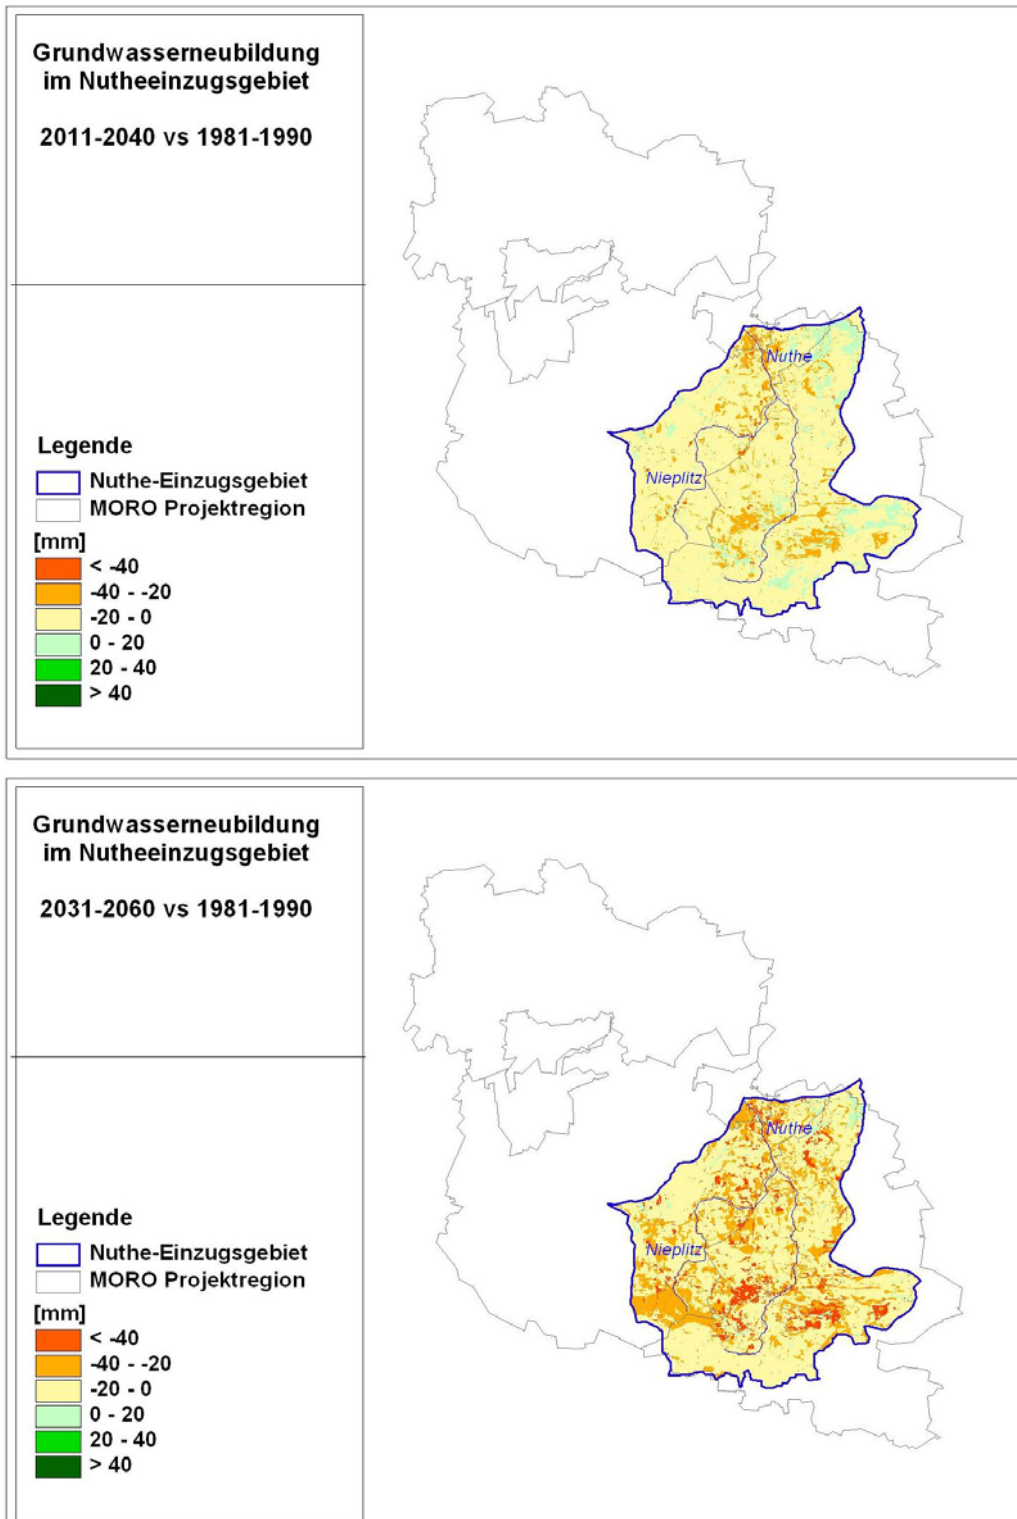 Grundwasserneubildung
im Nutheeinzugsgebiet
2011-2040 vs 1981-1990
Nuthe
Nieplitz
Legende
Nuthe-Einzugsgebiet
MORO Projektregion
[mm]
< -40
-40 - -20
-20 - 0
0 - 20
20 - 40
> 40
Grundwasserneubildung
im Nutheeinzugsgebiet
2031-2060 vs 1981-1990
Nuthe
Nieplitz
Legende
Nuthe-Einzugsgebiet
MORO Projektregion
[mm]
< -40
-40 - -20
-20 - 0
0 - 20
20 - 40
> 40